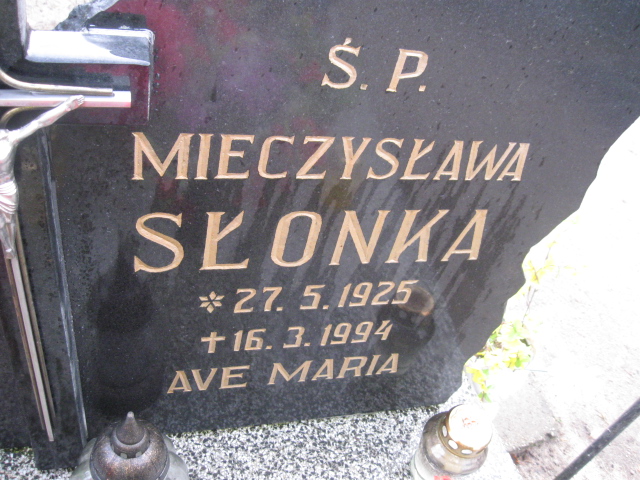 Ś. P.
MIECZYSŁAWA
SŁONKA
* 27. 5. 1925
✝ 16. 3. 1994
AVE MARIA